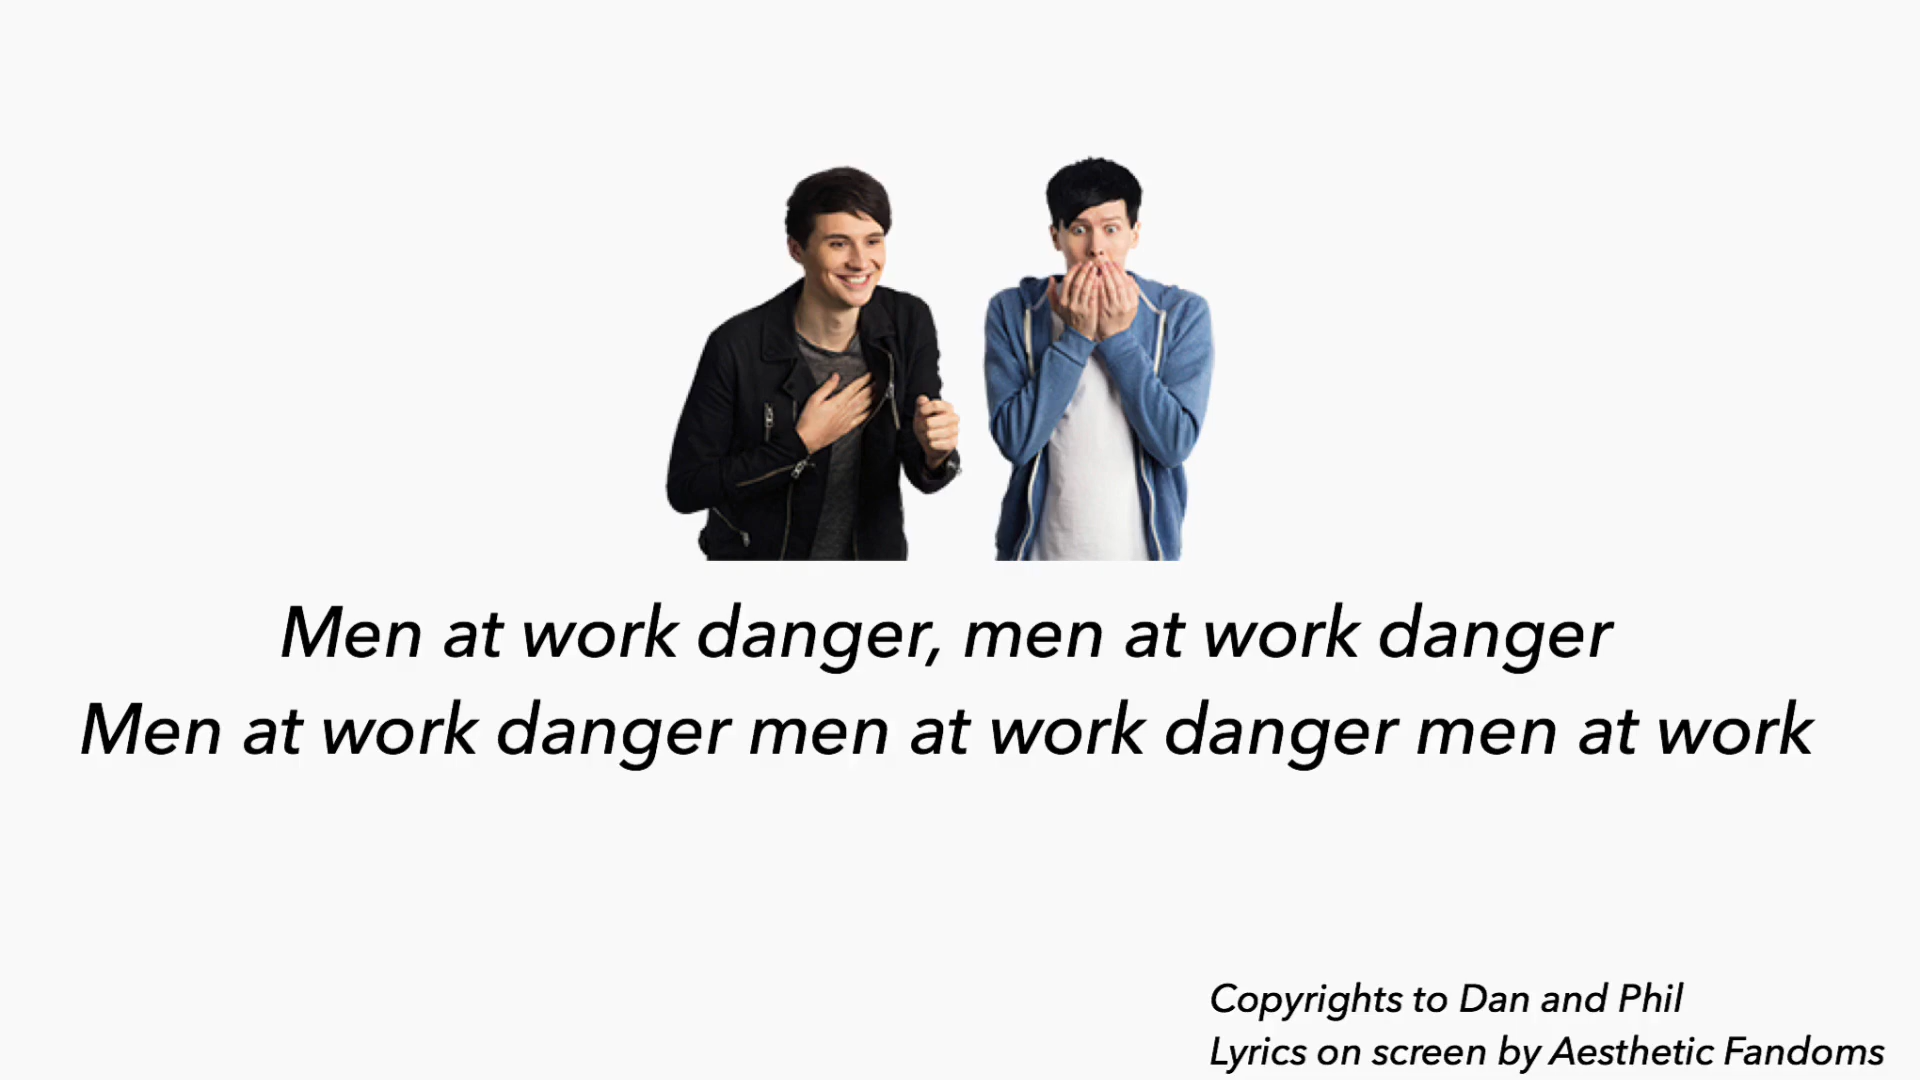 Men at work danger, men at work danger
Men at work danger men at work danger men at work
Copyrights to Dan and Phil
Lyrics on screen by Aesthetic Fandoms